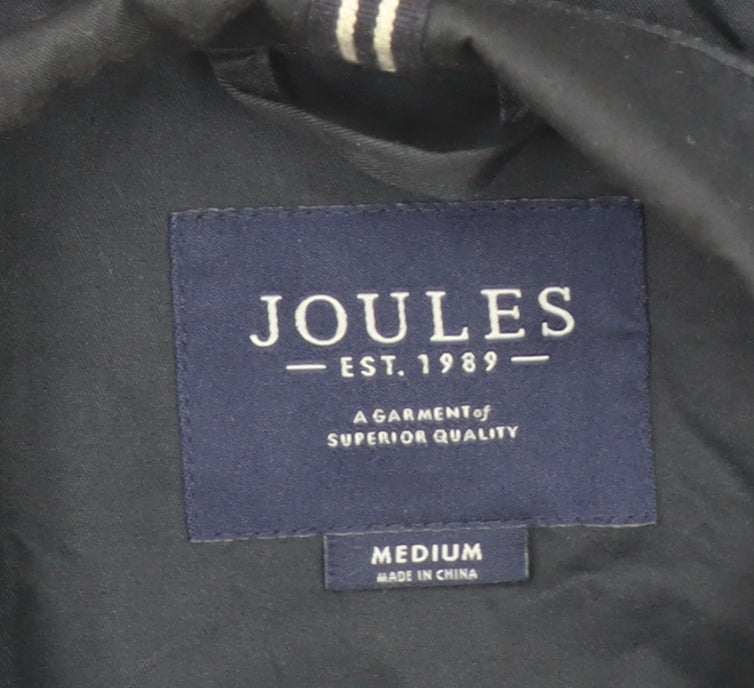 JOULES
— EST. 1989 —
A GARMENT of
SUPERIOR QUALITY
MEDIUM
MADE IN CHINA